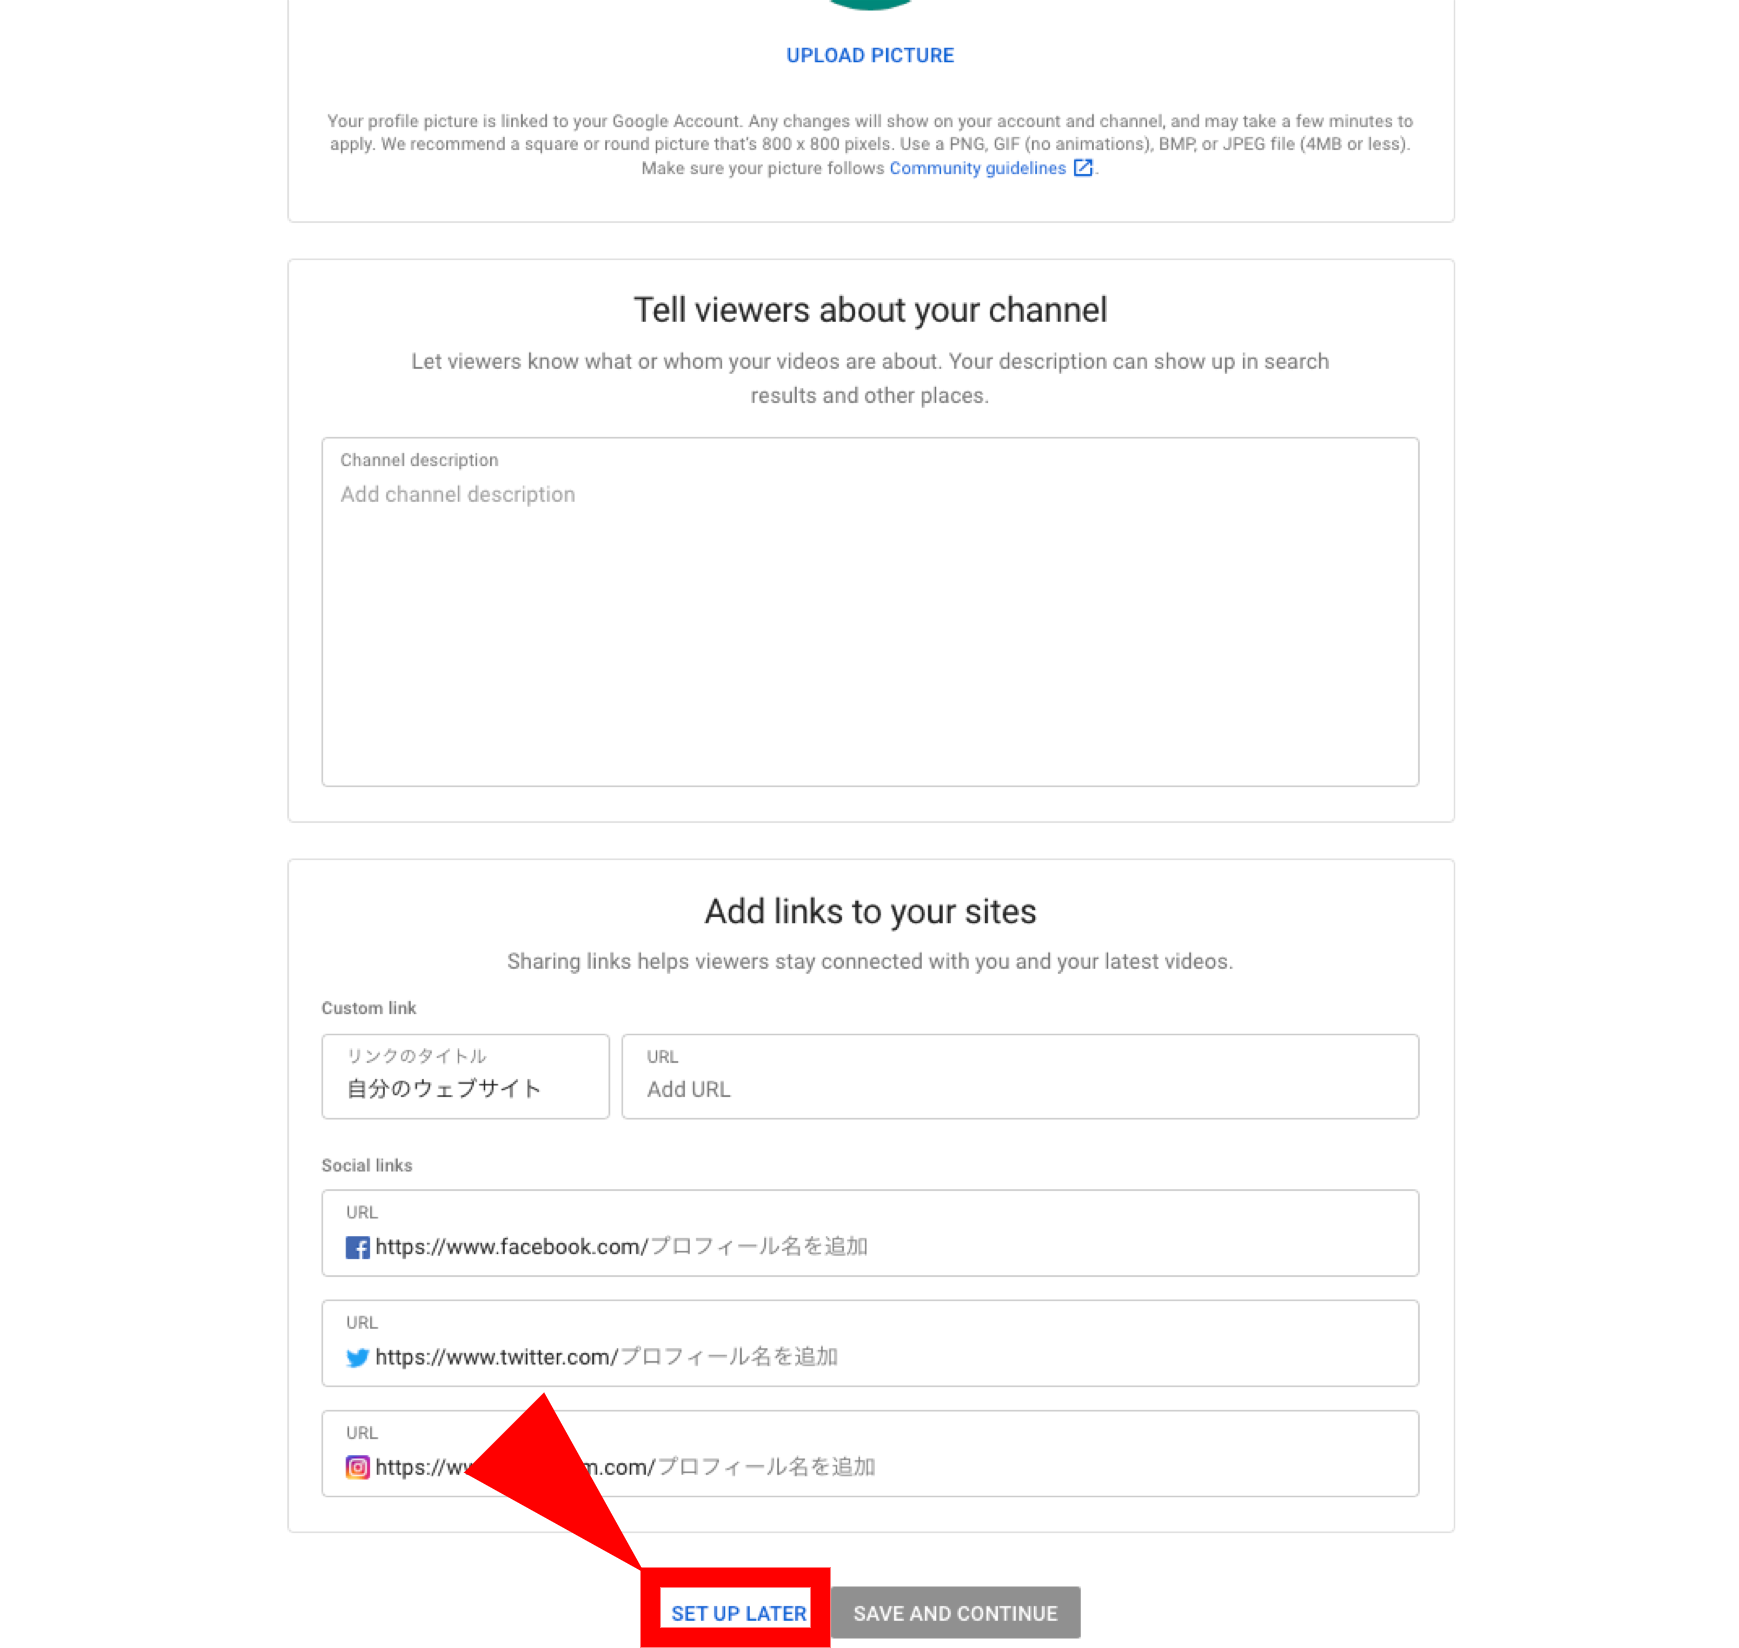 UPLOAD PICTURE
Your profile picture is linked to your Google Account. Any changes will show on your account and channel, and may take a few minutes to
apply. We recommend a square or round picture that's 800 x 800 pixels. Use a PNG, GIF (no animations), BMP, or JPEG file (4MB or less).
Make sure your picture follows Community guidelines.
Tell viewers about your channel
Let viewers know what or whom your videos are about. Your description can show up in search
results and other places.
Channel description
Add channel description
Add links to your sites
Sharing links helps viewers stay connected with you and your latest videos.
Custom link
リンクのタイトル
自分のウェブサイト
URL
Add URL
Social links
URL
https://www.facebook.com/プロフィール名を追加
URL
https://www.twitter.com/プロフィール名を追加
URL
https://w m.com/プロフィール名を追加
SET UP LATER
SAVE AND CONTINUE